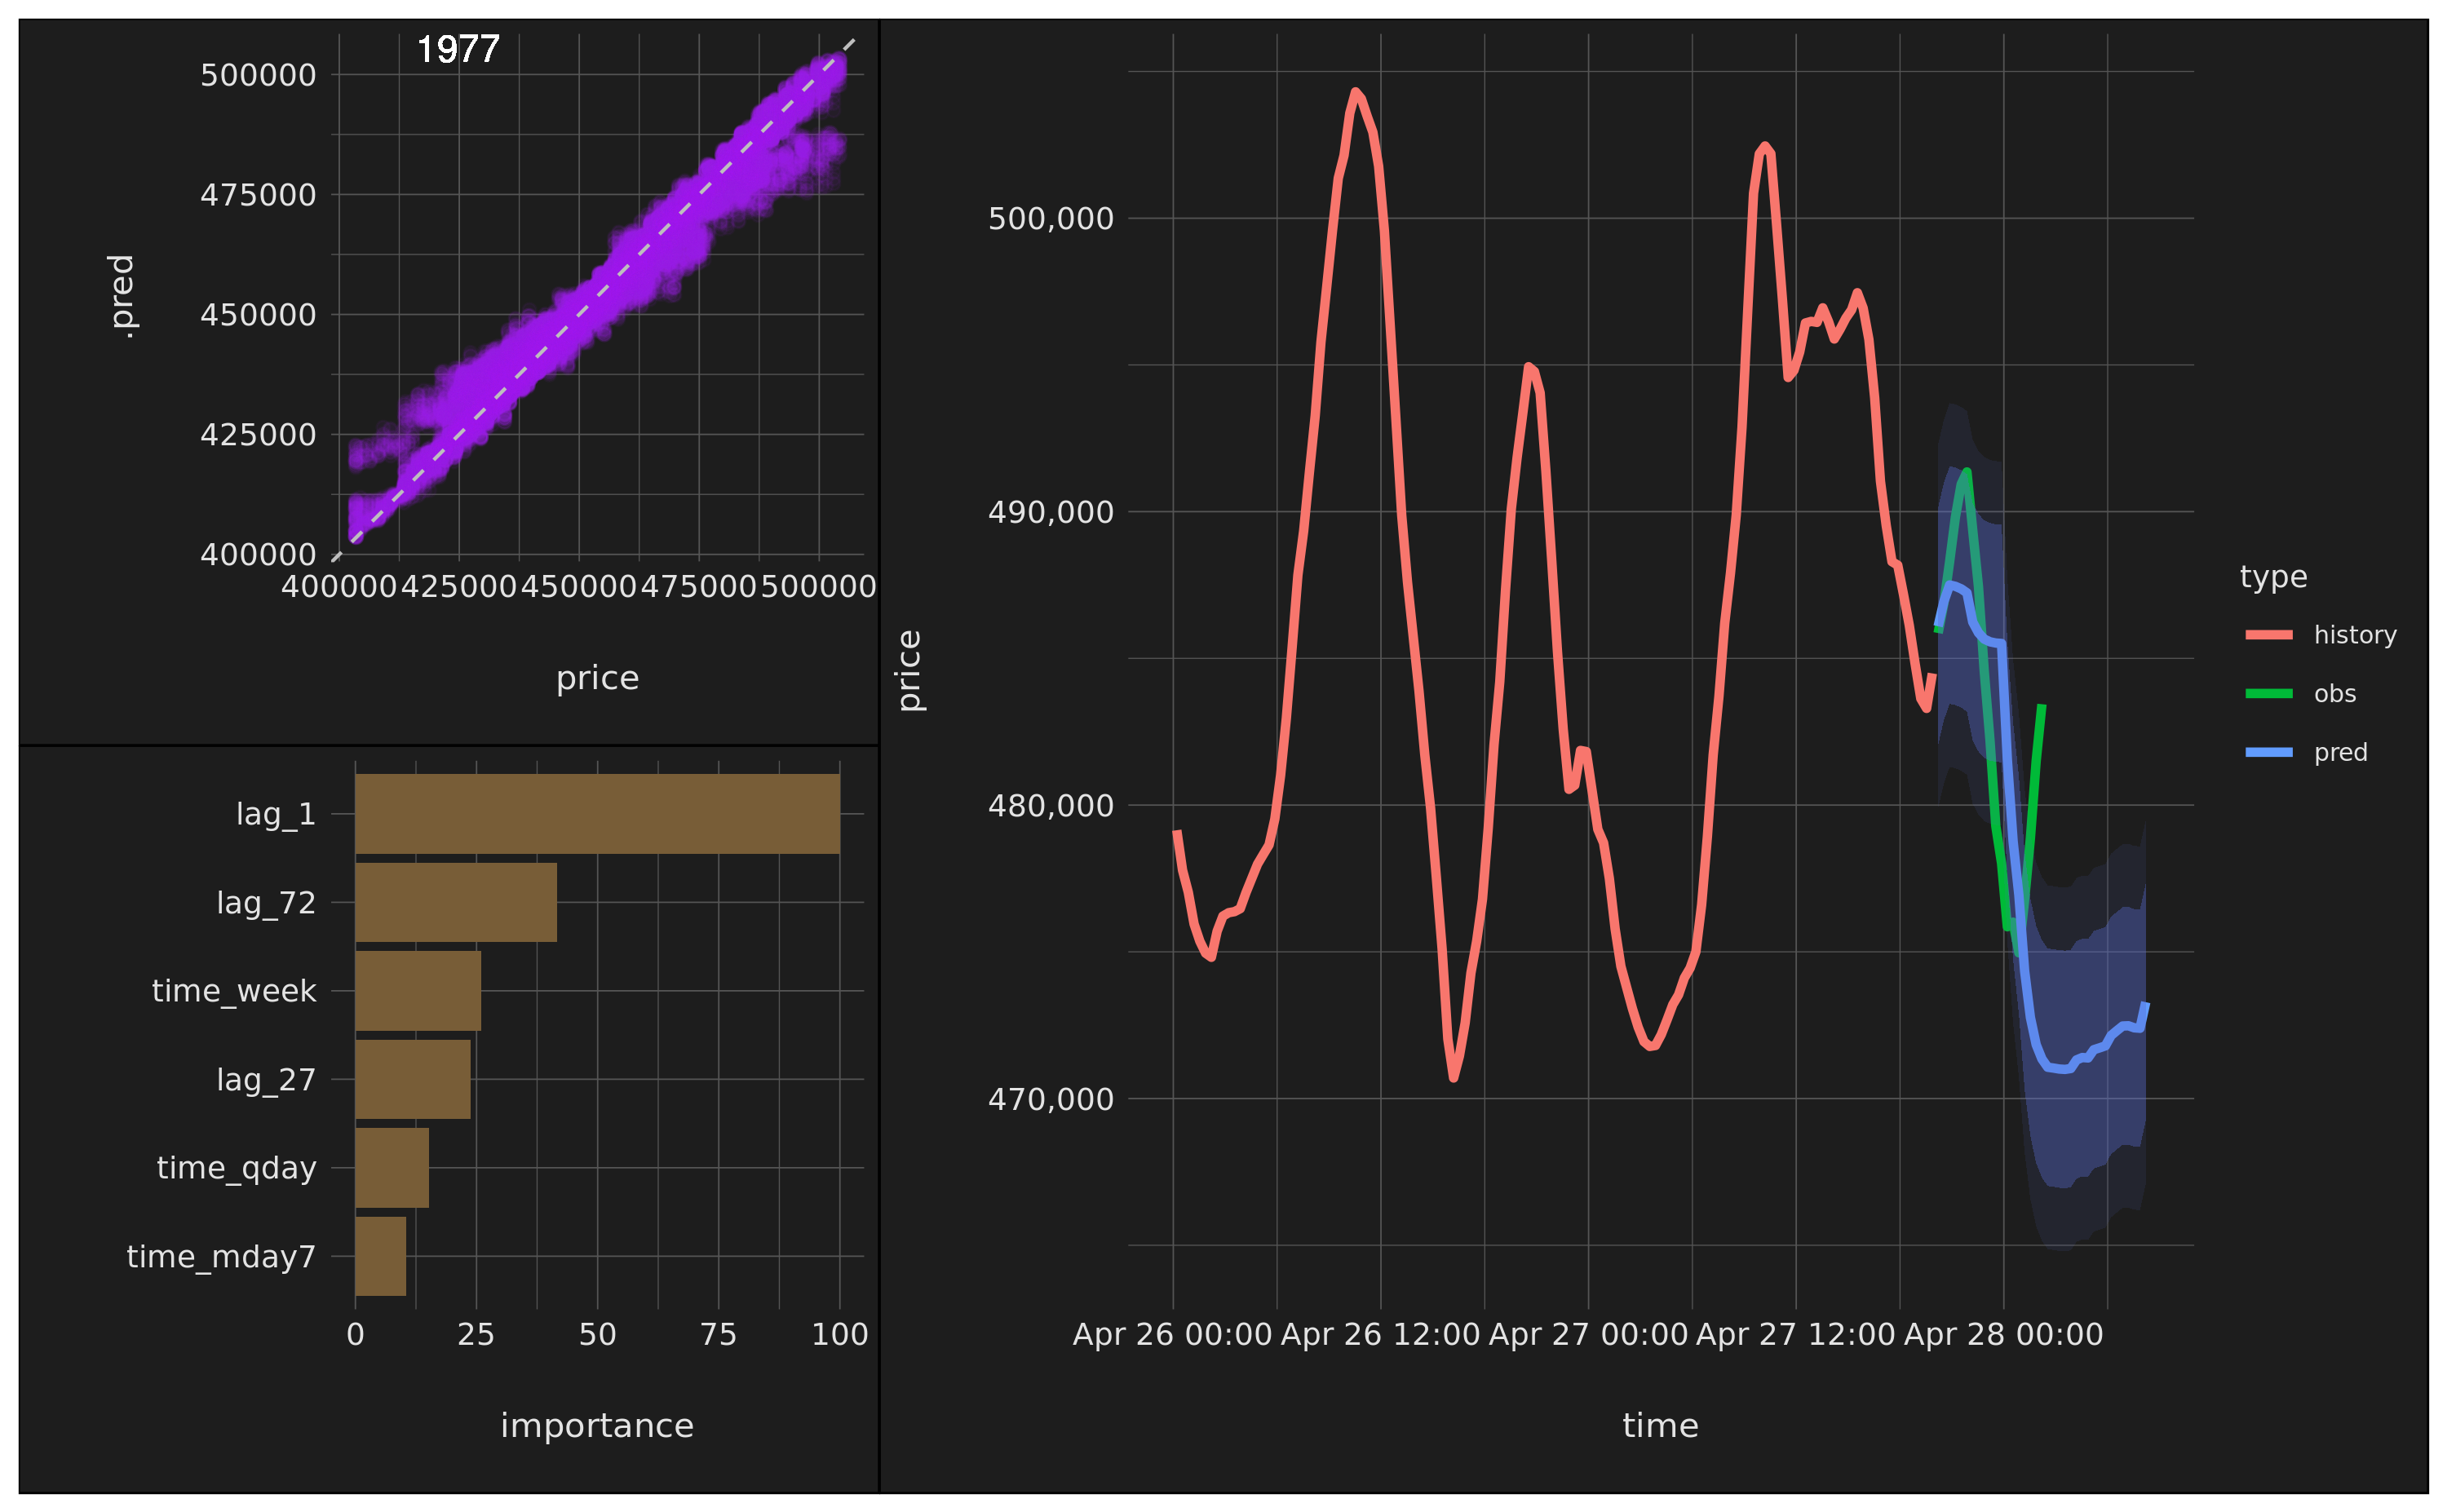 1977
500000
475000
450000
425000
400000
.pred
400000 425000 450000 475000 500000
price
lag_1
lag_72
time_week
lag_27
time_qday
time_mday7
0 25 50 75 100
importance
500,000
490,000
480,000
470,000
price
Apr 26 00:00 Apr 26 12:00 Apr 27 00:00 Apr 27 12:00 Apr 28 00:00
time
type
history
obs
pred